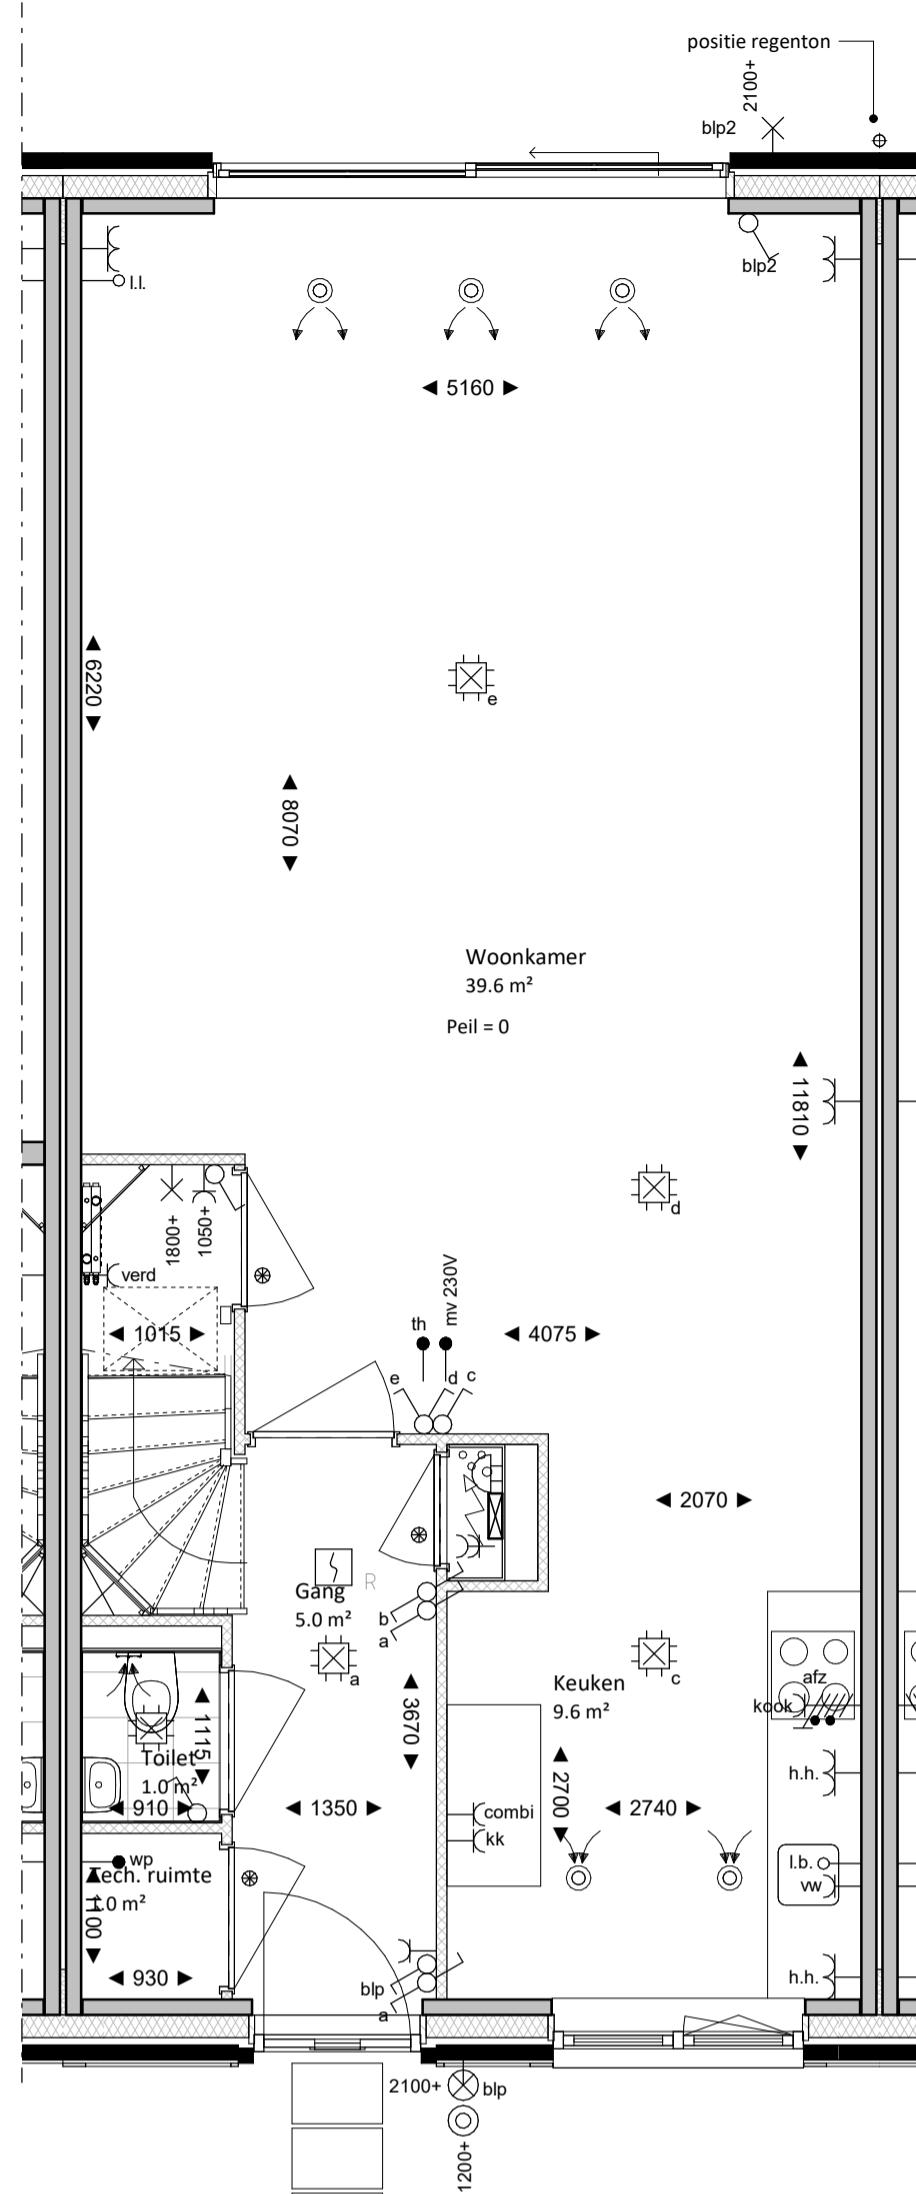 positie regenton
2100+
blp2
blp2
l.l.
5160
6220
8070
e
Woonkamer
39.6 m²
Peil = 0
11810
d
1800+
1050+
verd
1015
th
mv 230V
4075
e
d
c
2070
R
Gang
5.0 m²
b
a
a
c
afz
kook
Keuken
9.6 m²
3670
1115
Toilet
1.0 m²
910
1350
h.h.
combi
kk
2700
2740
wp
Tech. ruimte
1.0 m²
1100
l.b.
vw
930
blp
a
h.h.
2100+
blp
1200+